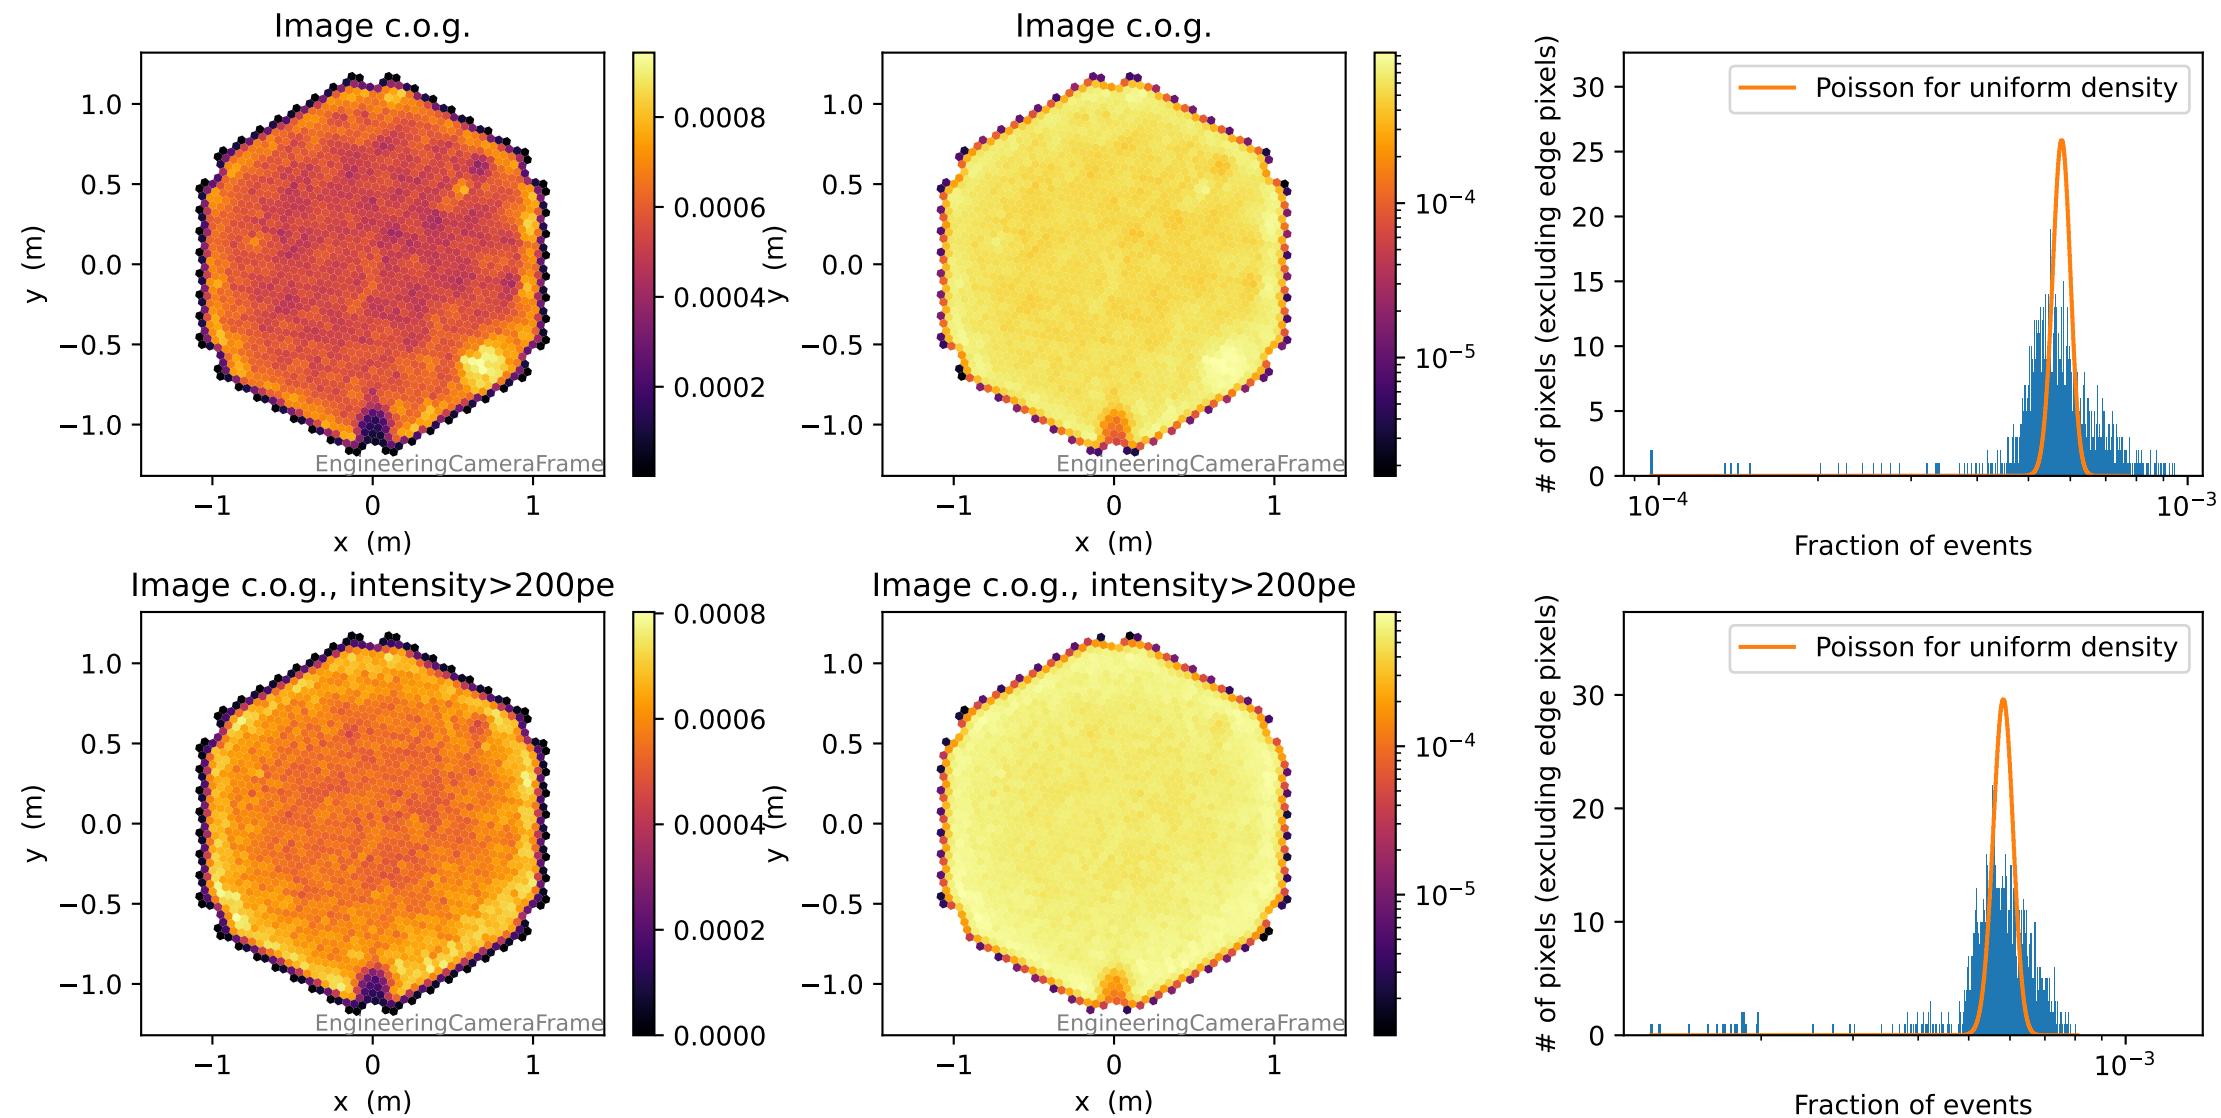 Image c.o.g.
1.0
0.5
0.0
−0.5
−1.0
y (m)
−1
0
1
x (m)
EngineeringCameraFrame
0.0008
0.0006
0.0004
0.0002
Image c.o.g.
1.0
0.5
0.0
−0.5
−1.0
y (m)
−1
0
1
x (m)
EngineeringCameraFrame
10⁻⁴
10⁻⁵
# of pixels (excluding edge pixels)
30
25
20
15
10
5
0
Poisson for uniform density
10⁻⁴
10⁻³
Fraction of events
Image c.o.g., intensity>200pe
1.0
0.5
0.0
−0.5
−1.0
y (m)
−1
0
1
x (m)
EngineeringCameraFrame
0.0008
0.0006
0.0004
0.0002
0.0000
Image c.o.g., intensity>200pe
1.0
0.5
0.0
−0.5
−1.0
y (m)
−1
0
1
x (m)
EngineeringCameraFrame
10⁻⁴
10⁻⁵
# of pixels (excluding edge pixels)
30
20
10
0
Poisson for uniform density
10⁻³
Fraction of events